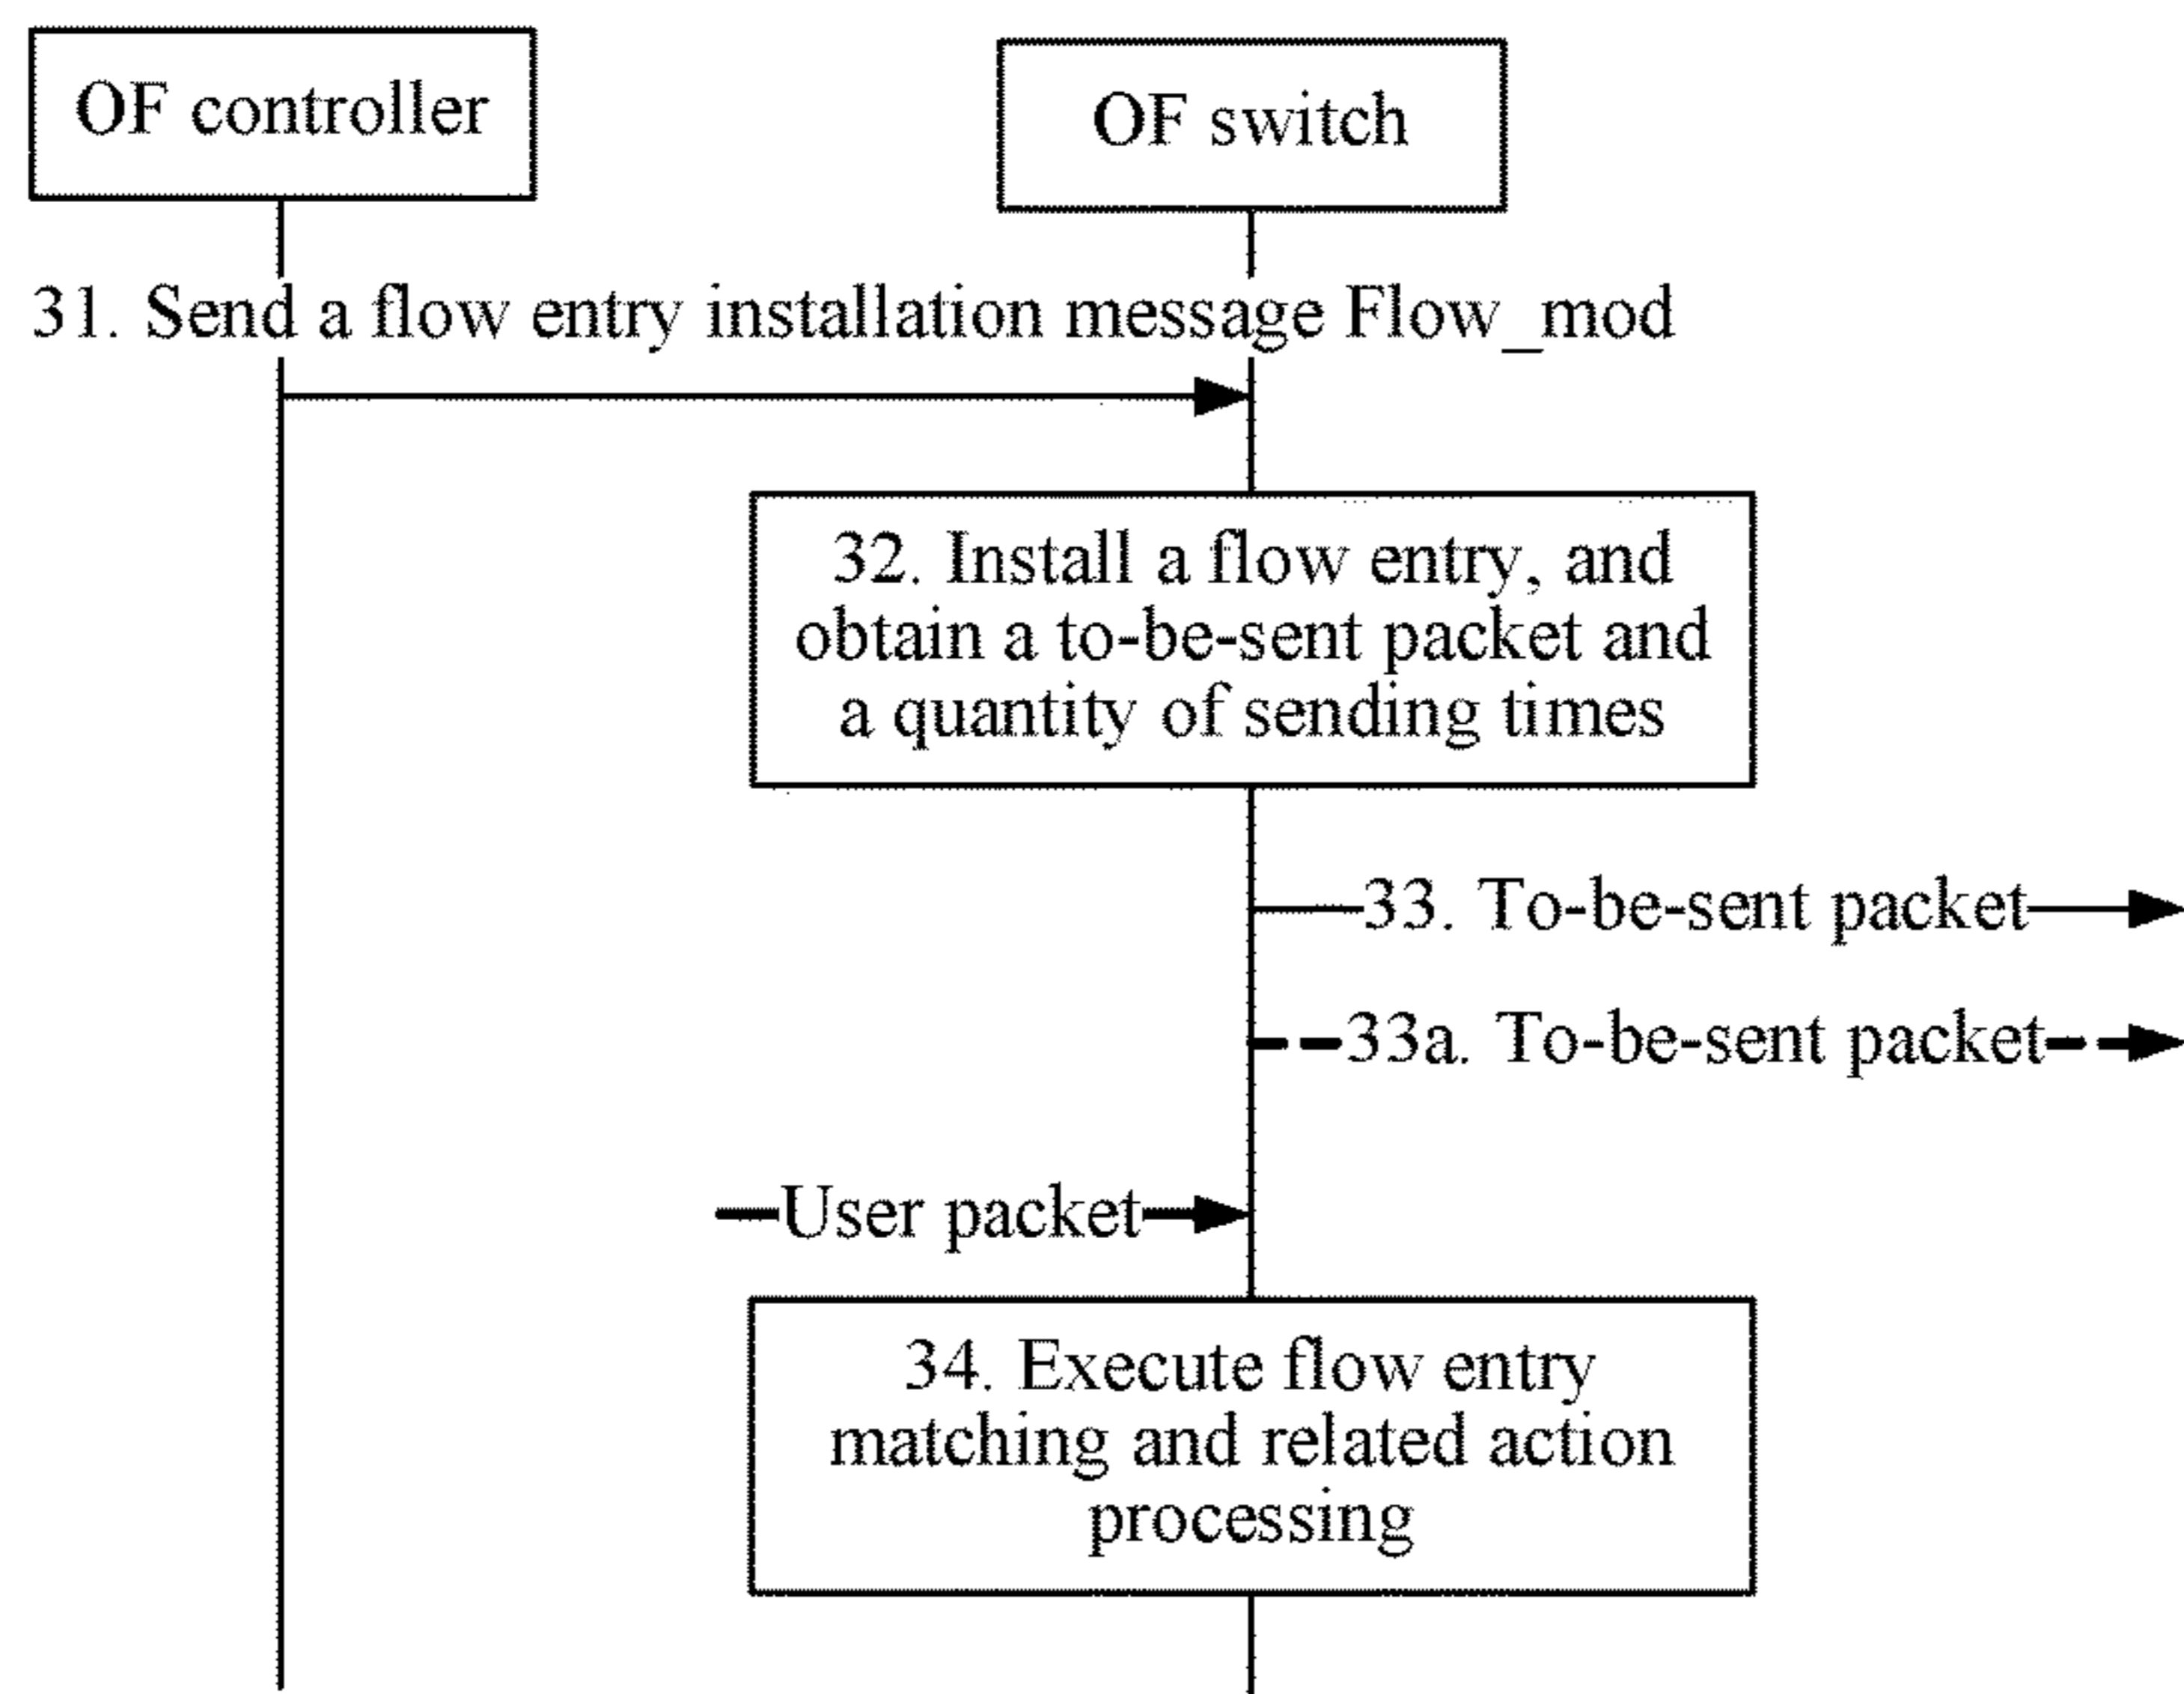 OF controller
OF switch
31. Send a flow entry installation message Flow_mod
32. Install a flow entry, and
obtain a to-be-sent packet and
a quantity of sending times
33. To-be-sent packet
33a. To-be-sent packet
User packet
34. Execute flow entry
matching and related action
processing